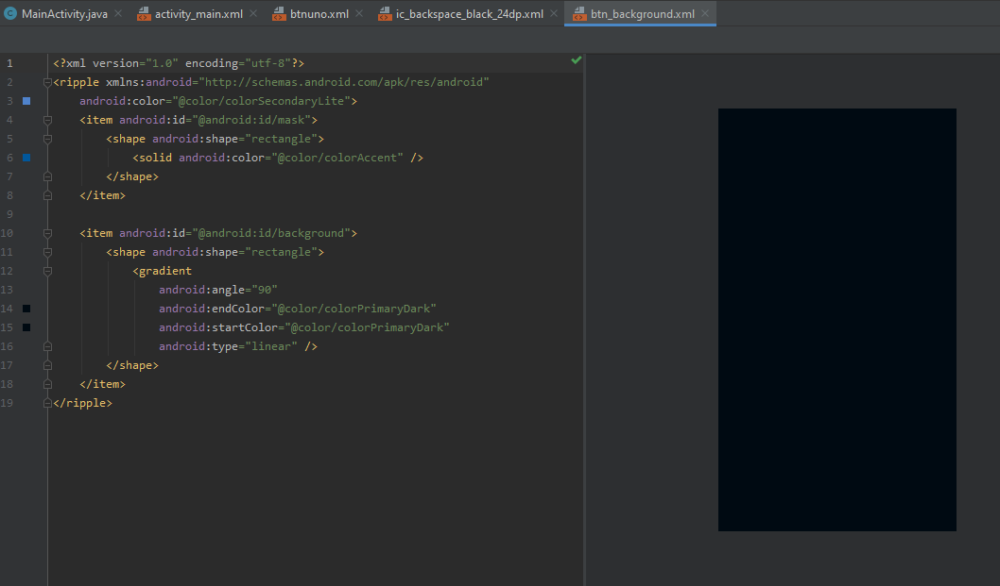 MainActivity.java activity_main.xml btnuno.xml ic_backspace_black_24dp.xml btn_background.xml
1 <?xml version="1.0" encoding="utf-8"?>
2 <ripple xmlns:android="http://schemas.android.com/apk/res/android"
3     android:color="@color/colorSecondaryLite">
4     <item android:id="@android:id/mask">
5         <shape android:shape="rectangle">
6             <solid android:color="@color/colorAccent" />
7         </shape>
8     </item>
9
10     <item android:id="@android:id/background">
11         <shape android:shape="rectangle">
12             <gradient
13                 android:angle="90"
14                 android:endColor="@color/colorPrimaryDark"
15                 android:startColor="@color/colorPrimaryDark"
16                 android:type="linear" />
17         </shape>
18     </item>
19 </ripple>